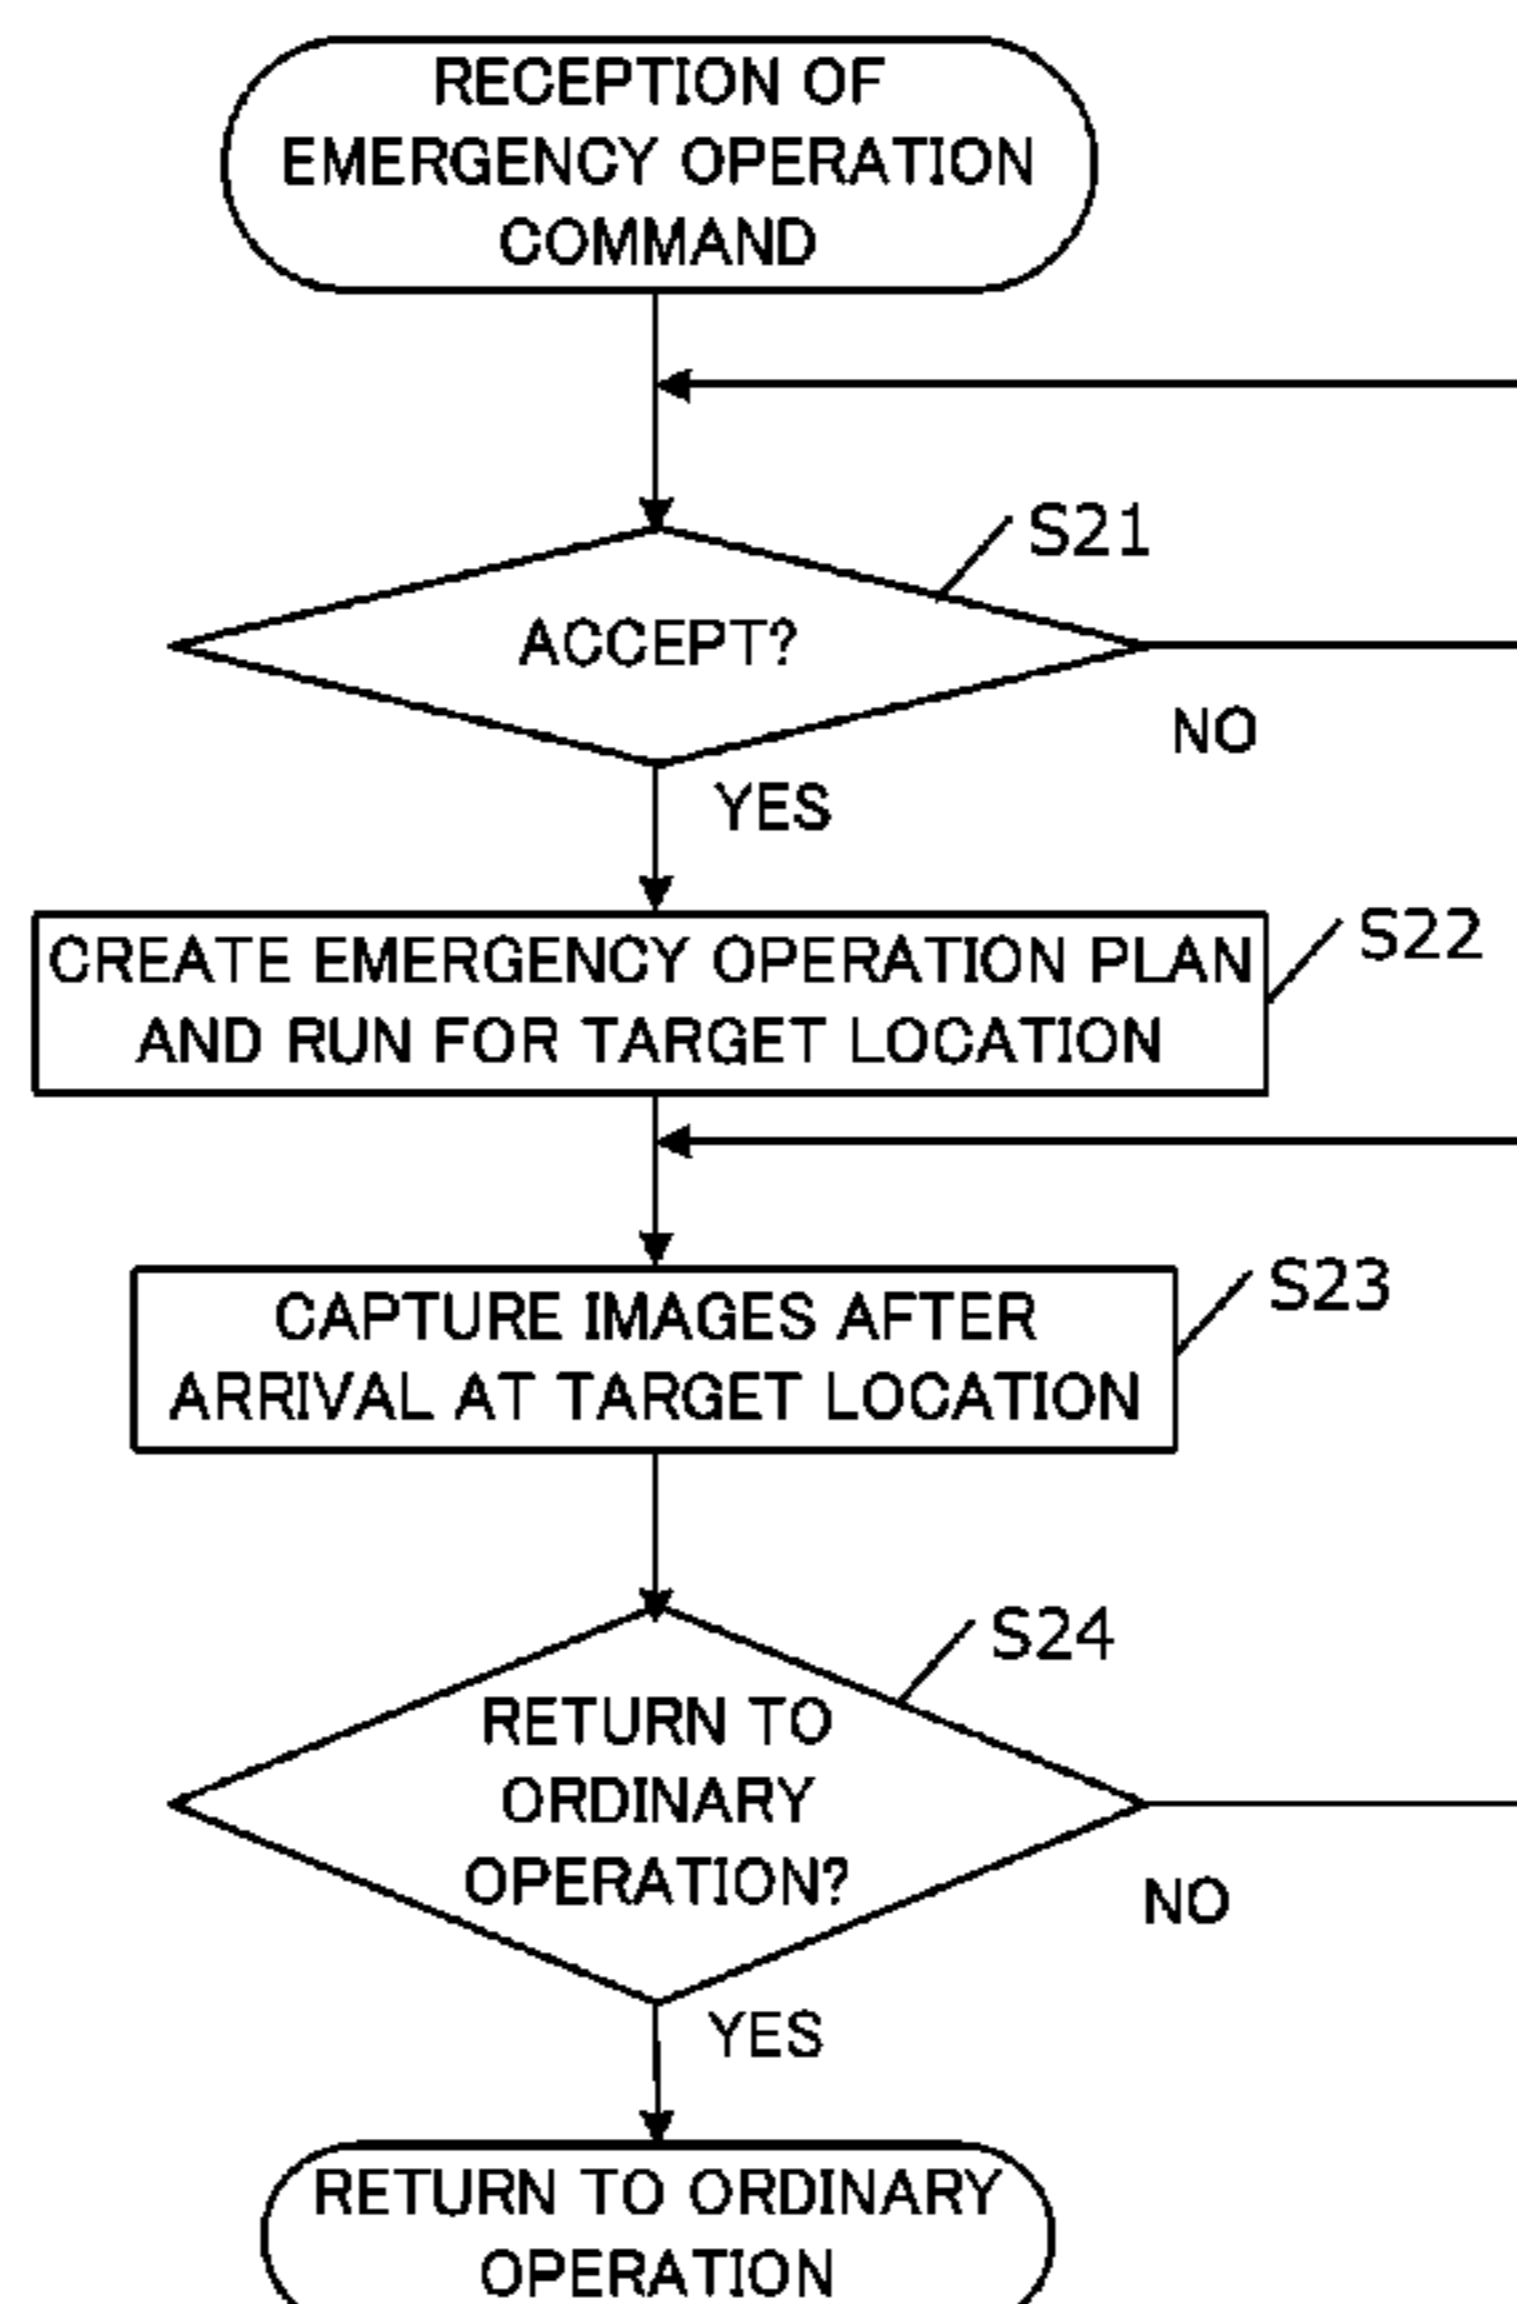 RECEPTION OF
EMERGENCY OPERATION
COMMAND
S21
ACCEPT?
NO
YES
S22
CREATE EMERGENCY OPERATION PLAN
AND RUN FOR TARGET LOCATION
S23
CAPTURE IMAGES AFTER
ARRIVAL AT TARGET LOCATION
S24
RETURN TO
ORDINARY
OPERATION?
NO
YES
RETURN TO ORDINARY
OPERATION